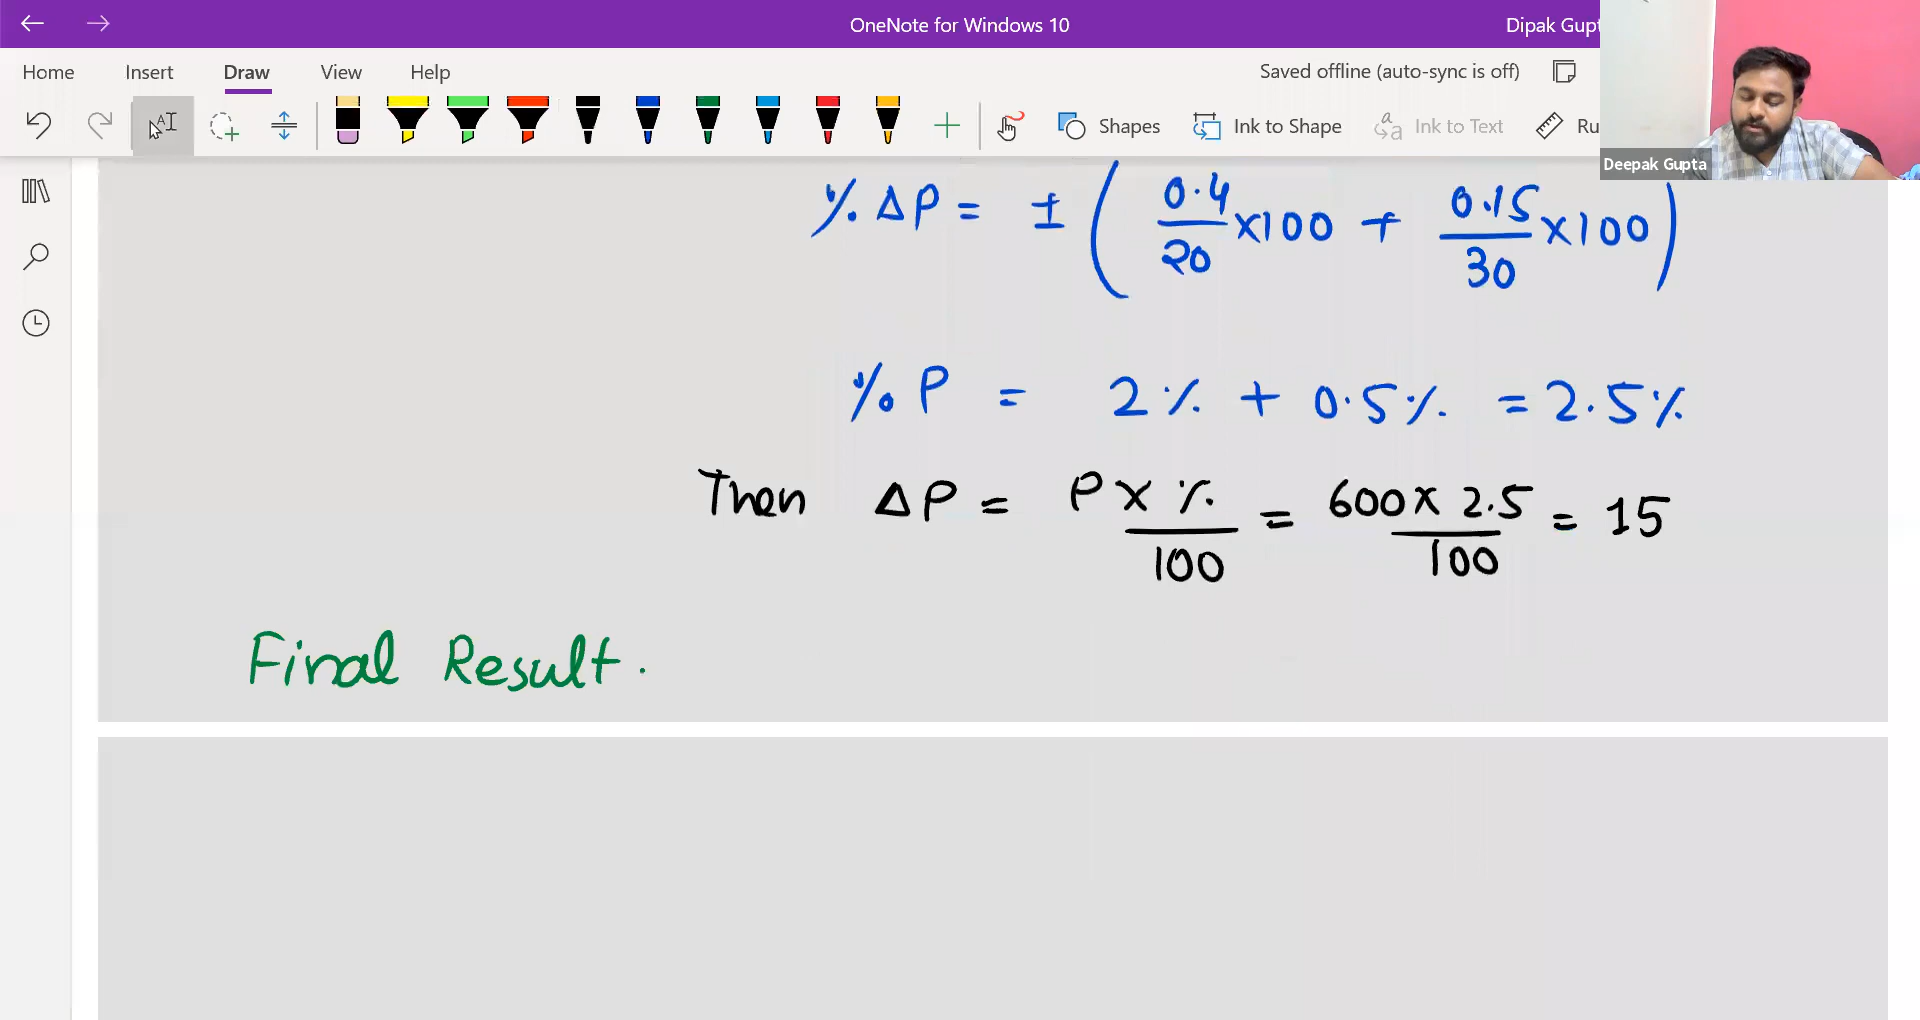 OneNote for Windows 10
Dipak Gupt
Home Insert Draw View Help
Saved offline (auto-sync is off)
Shapes Ink to Shape Ink to Text Ru
Deepak Gupta
% ΔP = ± ( 0.4/20 ×100 + 0.15/30 ×100 )
% P = 2% + 0.5% = 2.5%
Then ΔP = P × %/100 = 600 × 2.5/100 = 15
Final Result.